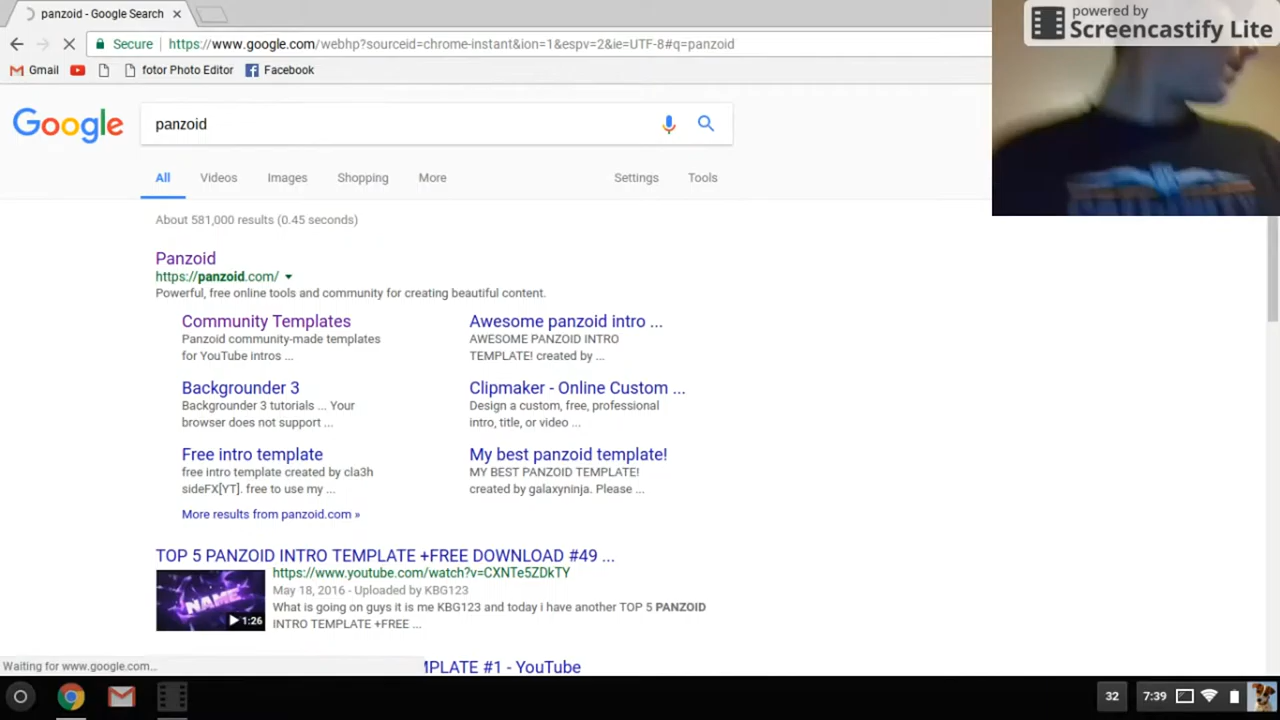 panzoid - Google Search
powered by
Screencastify Lite
Secure https://www.google.com/webhp?sourceid=chrome-instant&ion=1&espv=2&ie=UTF-8#q=panzoid
Gmail fotor Photo Editor Facebook
Google panzoid
All Videos Images Shopping More Settings Tools
About 581,000 results (0.45 seconds)
Panzoid
https://panzoid.com/
Powerful, free online tools and community for creating beautiful content.
Community Templates
Panzoid community-made templates
for YouTube intros ...
Awesome panzoid intro ...
AWESOME PANZOID INTRO
TEMPLATE! created by ...
Backgrounder 3
Backgrounder 3 tutorials ... Your
browser does not support ...
Clipmaker - Online Custom ...
Design a custom, free, professional
intro, title, or video ...
Free intro template
free intro template created by cla3h
sideFX[YT]. free to use my ...
My best panzoid template!
MY BEST PANZOID TEMPLATE!
created by galaxyninja. Please ...
More results from panzoid.com »
TOP 5 PANZOID INTRO TEMPLATE +FREE DOWNLOAD #49 ...
https://www.youtube.com/watch?v=CXNTe5ZDkTY
May 18, 2016 - Uploaded by KBG123
What is going on guys it is me KBG123 and today i have another TOP 5 PANZOID
INTRO TEMPLATE +FREE ...
NAME
1:26
Waiting for www.google.com...
MPLATE #1 - YouTube
32 7:39